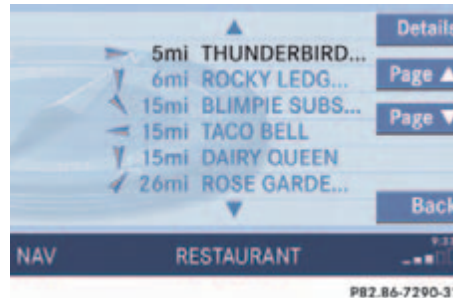 Details
5mi THUNDERBIRD...
6mi ROCKY LEDG...
Page ▲
15mi BLIMPIE SUBS...
Page ▼
15mi TACO BELL
15mi DAIRY QUEEN
26mi ROSE GARDE...
Back
NAV RESTAURANT
P82.86-7290-31